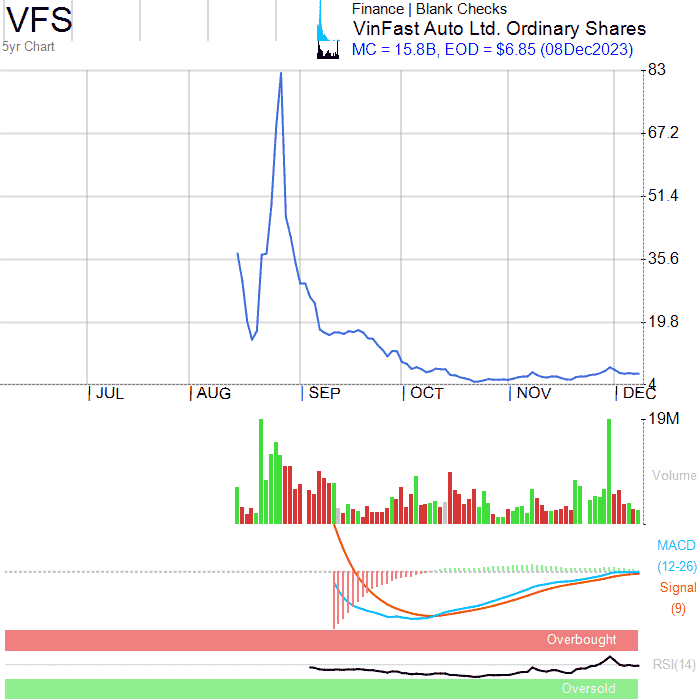 VFS
5yr Chart
Finance | Blank Checks
VinFast Auto Ltd. Ordinary Shares
MC = 15.8B, EOD = $6.85 (08Dec2023)
83
67.2
51.4
35.6
19.8
4
JUL AUG SEP OCT NOV DEC
19M
Volume
MACD
(12-26)
Signal
(9)
Overbought
RSI(14)
Oversold